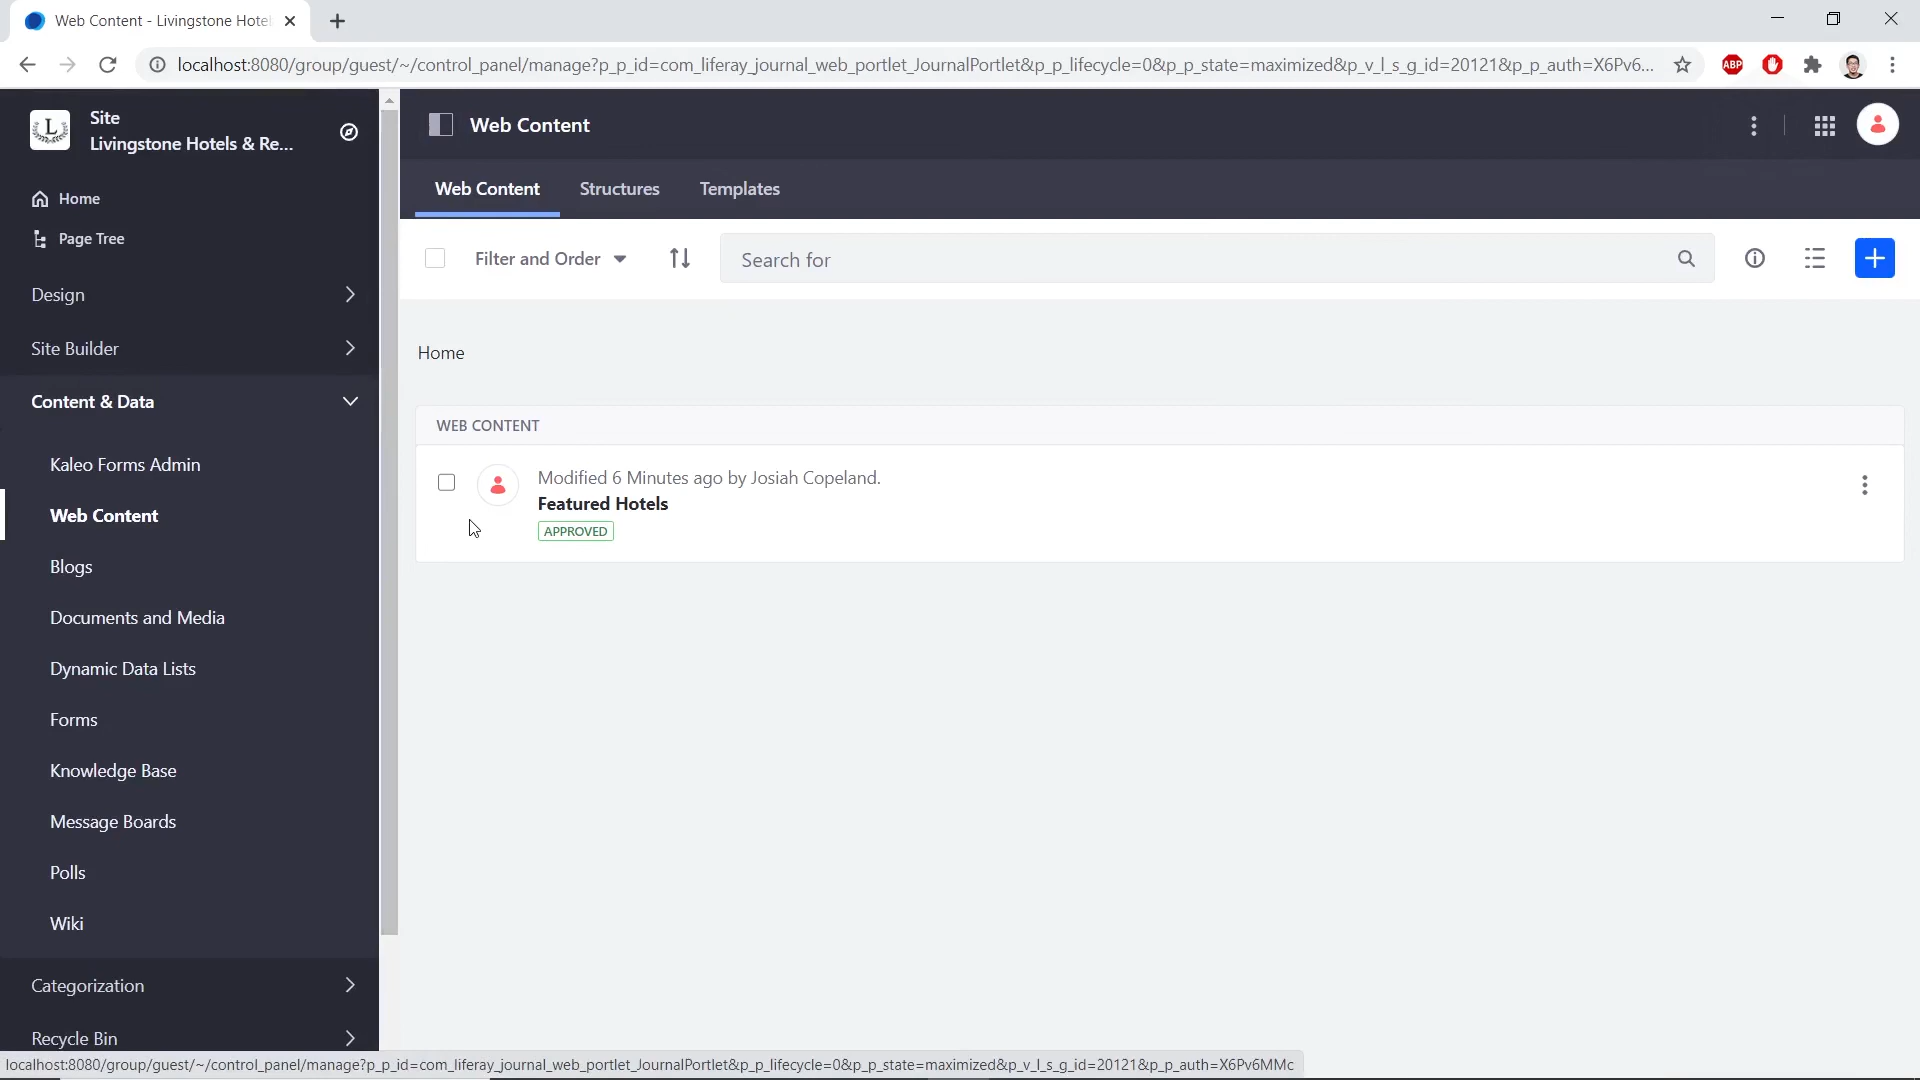 Web Content - Livingstone Hotel
localhost:8080/group/guest/~/control_panel/manage?p_p_id=com_liferay_journal_web_portlet_JournalPortlet&p_p_lifecycle=0&p_p_state=maximized&p_v_l_s_g_id=20121&p_p_auth=X6Pv6...
ABP
L
Site
Livingstone Hotels & Re...
Home
Page Tree
Design
Site Builder
Content & Data
Kaleo Forms Admin
Web Content
Blogs
Documents and Media
Dynamic Data Lists
Forms
Knowledge Base
Message Boards
Polls
Wiki
Categorization
Recycle Bin
Web Content
Web Content Structures Templates
Filter and Order
Search for
Home
WEB CONTENT
Modified 6 Minutes ago by Josiah Copeland.
Featured Hotels
APPROVED
localhost:8080/group/guest/~/control_panel/manage?p_p_id=com_liferay_journal_web_portlet_JournalPortlet&p_p_lifecycle=0&p_p_state=maximized&p_v_l_s_g_id=20121&p_p_auth=X6Pv6MMc